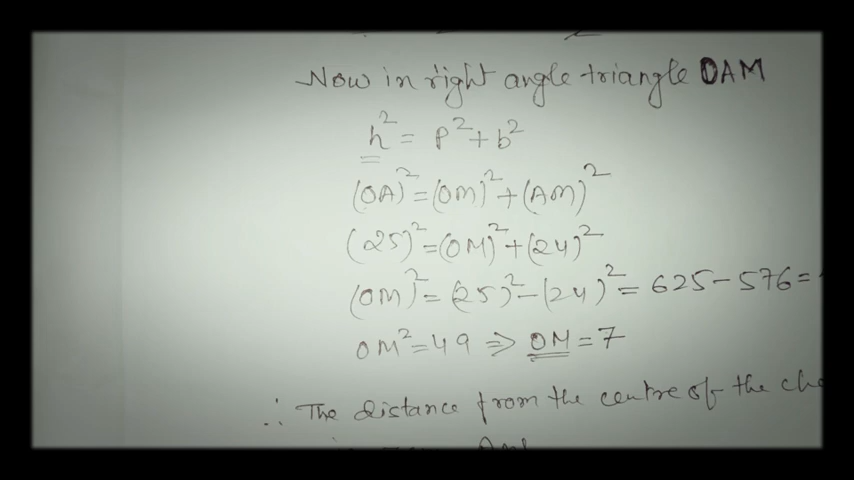 Now in right angle triangle OAM
h² = P² + b²
(OA)² = (OM)² + (AM)²
(25)² = (OM)² + (24)²
(OM)² = (25)² - (24)² = 625 - 576 =
OM² = 49 ⇒ OM = 7
∴ The distance from the centre of the